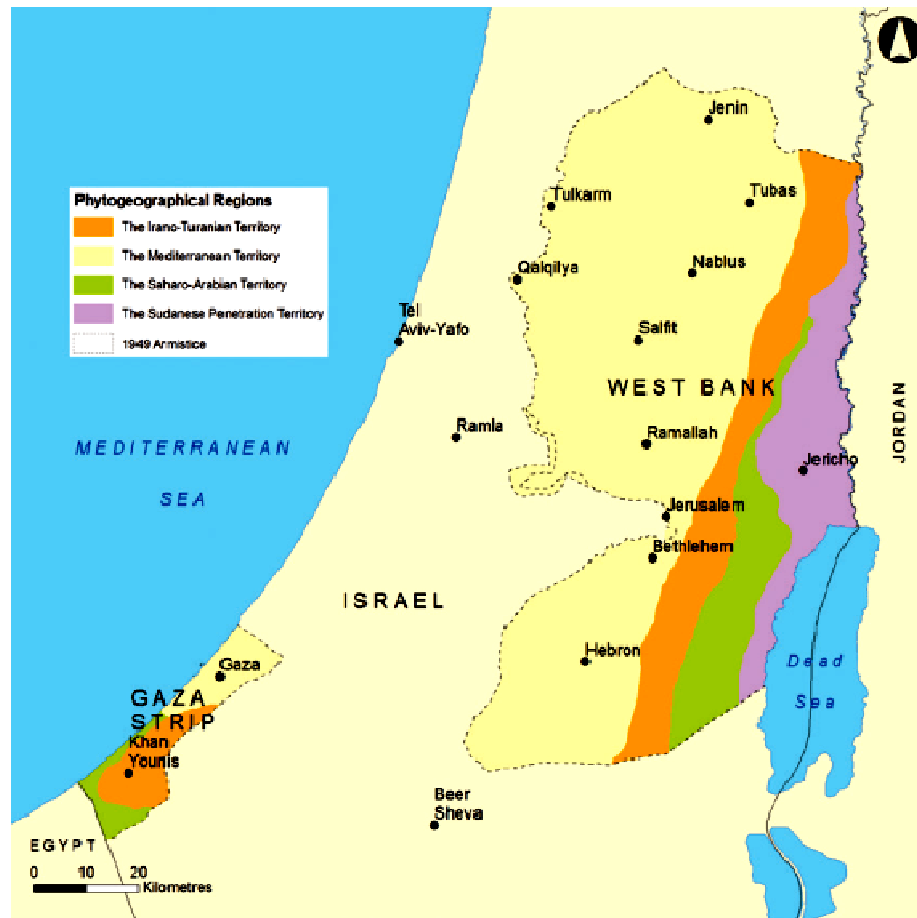 Jenin
Phytogeographical Regions
The Irano-Turanian Territory
The Mediterranean Territory
The Saharo-Arabian Territory
The Sudanese Penetration Territory
1949 Armistice
Tulkarm
Tubas
Qalqilya
Nablus
Tel
Aviv-Yafo
Salfit
WEST BANK
Ramla
Ramallah
Jericho
JORDAN
MEDITERRANEAN
SEA
Jerusalem
Bethlehem
ISRAEL
Hebron
Dead
Sea
Gaza
GAZA
STRIP
Khan
Younis
Beer
Sheva
EGYPT
0 10 20
Kilometres